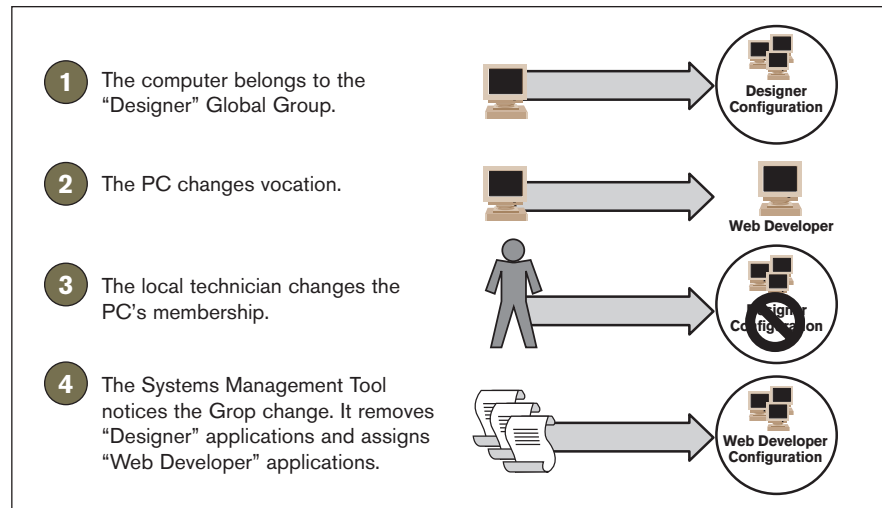 1
The computer belongs to the
“Designer” Global Group.
Designer
Configuration
2
The PC changes vocation.
Web Developer
3
The local technician changes the
PC’s membership.
Designer
Configuration
4
The Systems Management Tool
notices the Grop change. It removes
“Designer” applications and assigns
“Web Developer” applications.
Web Developer
Configuration